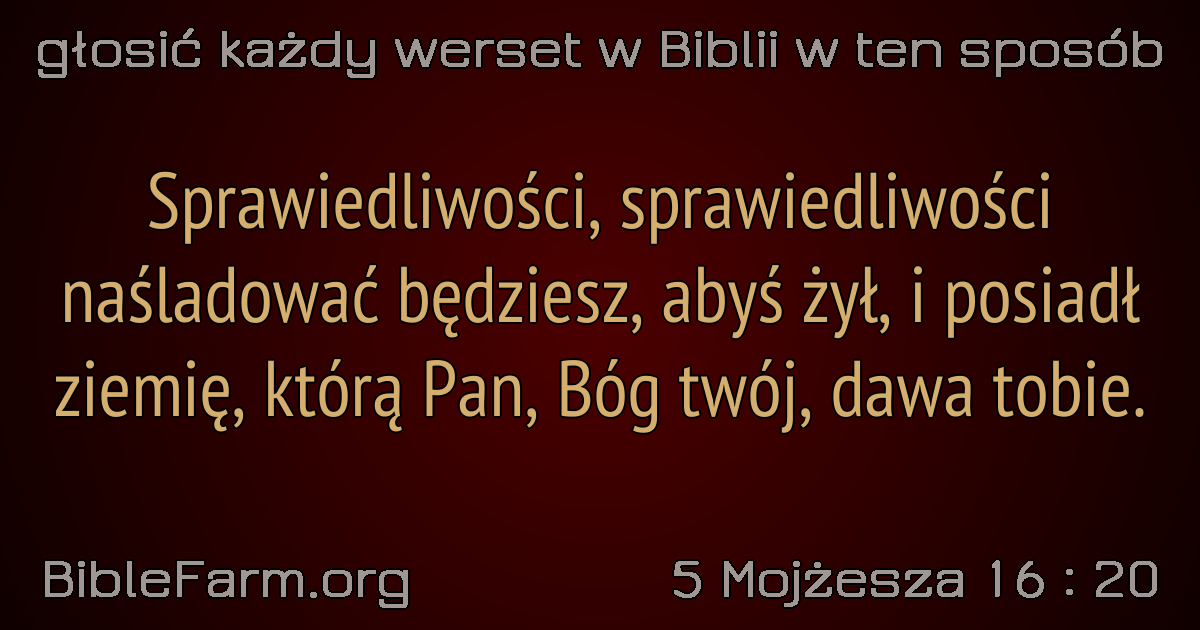 głosić każdy werset w Biblii w ten sposób
Sprawiedliwości, sprawiedliwości
naśladować będziesz, abyś żył, i posiadł
ziemię, którą Pan, Bóg twój, dawa tobie.
BibleFarm.org
5 Mojżesza 16 : 20